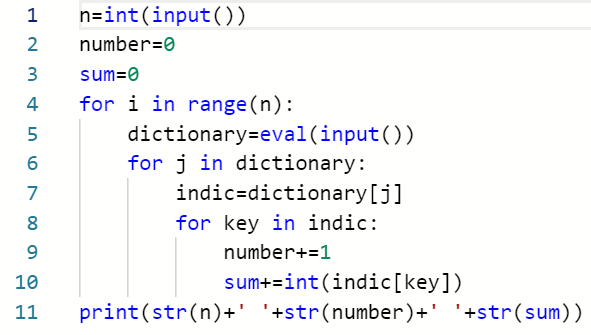 1 n=int(input())
2 number=0
3 sum=0
4 for i in range(n):
5     dictionary=eval(input())
6     for j in dictionary:
7         indic=dictionary[j]
8         for key in indic:
9             number+=1
10             sum+=int(indic[key])
11 print(str(n)+' '+str(number)+' '+str(sum))